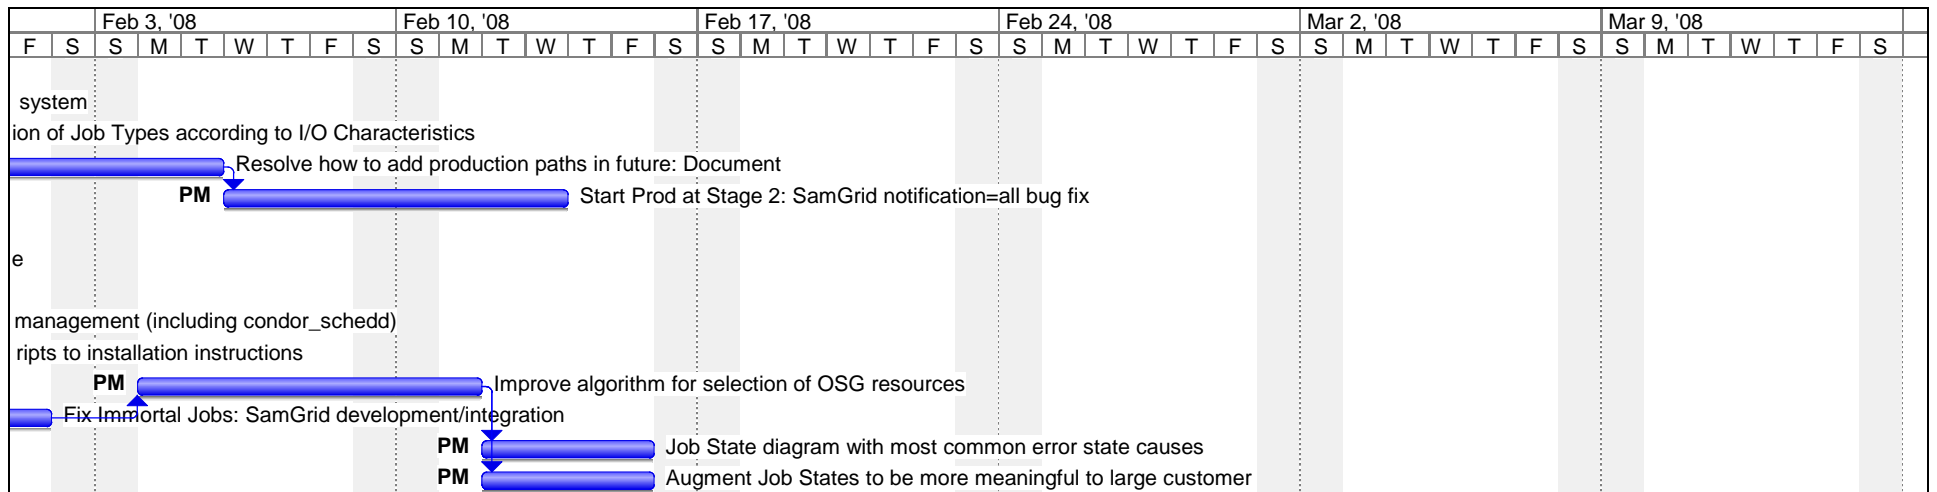 Feb 3, '08 Feb 10, '08 Feb 17, '08 Feb 24, '08 Mar 2, '08 Mar 9, '08
F S S M T W T F S S M T W T F S S M T W T F S S M T W T F S S M T W T F S S M T W T F S
system
ion of Job Types according to I/O Characteristics
Resolve how to add production paths in future: Document
PM Start Prod at Stage 2: SamGrid notification=all bug fix
e
management (including condor_schedd)
ripts to installation instructions
PM Improve algorithm for selection of OSG resources
Fix Immortal Jobs: SamGrid development/integration
PM Job State diagram with most common error state causes
PM Augment Job States to be more meaningful to large customer